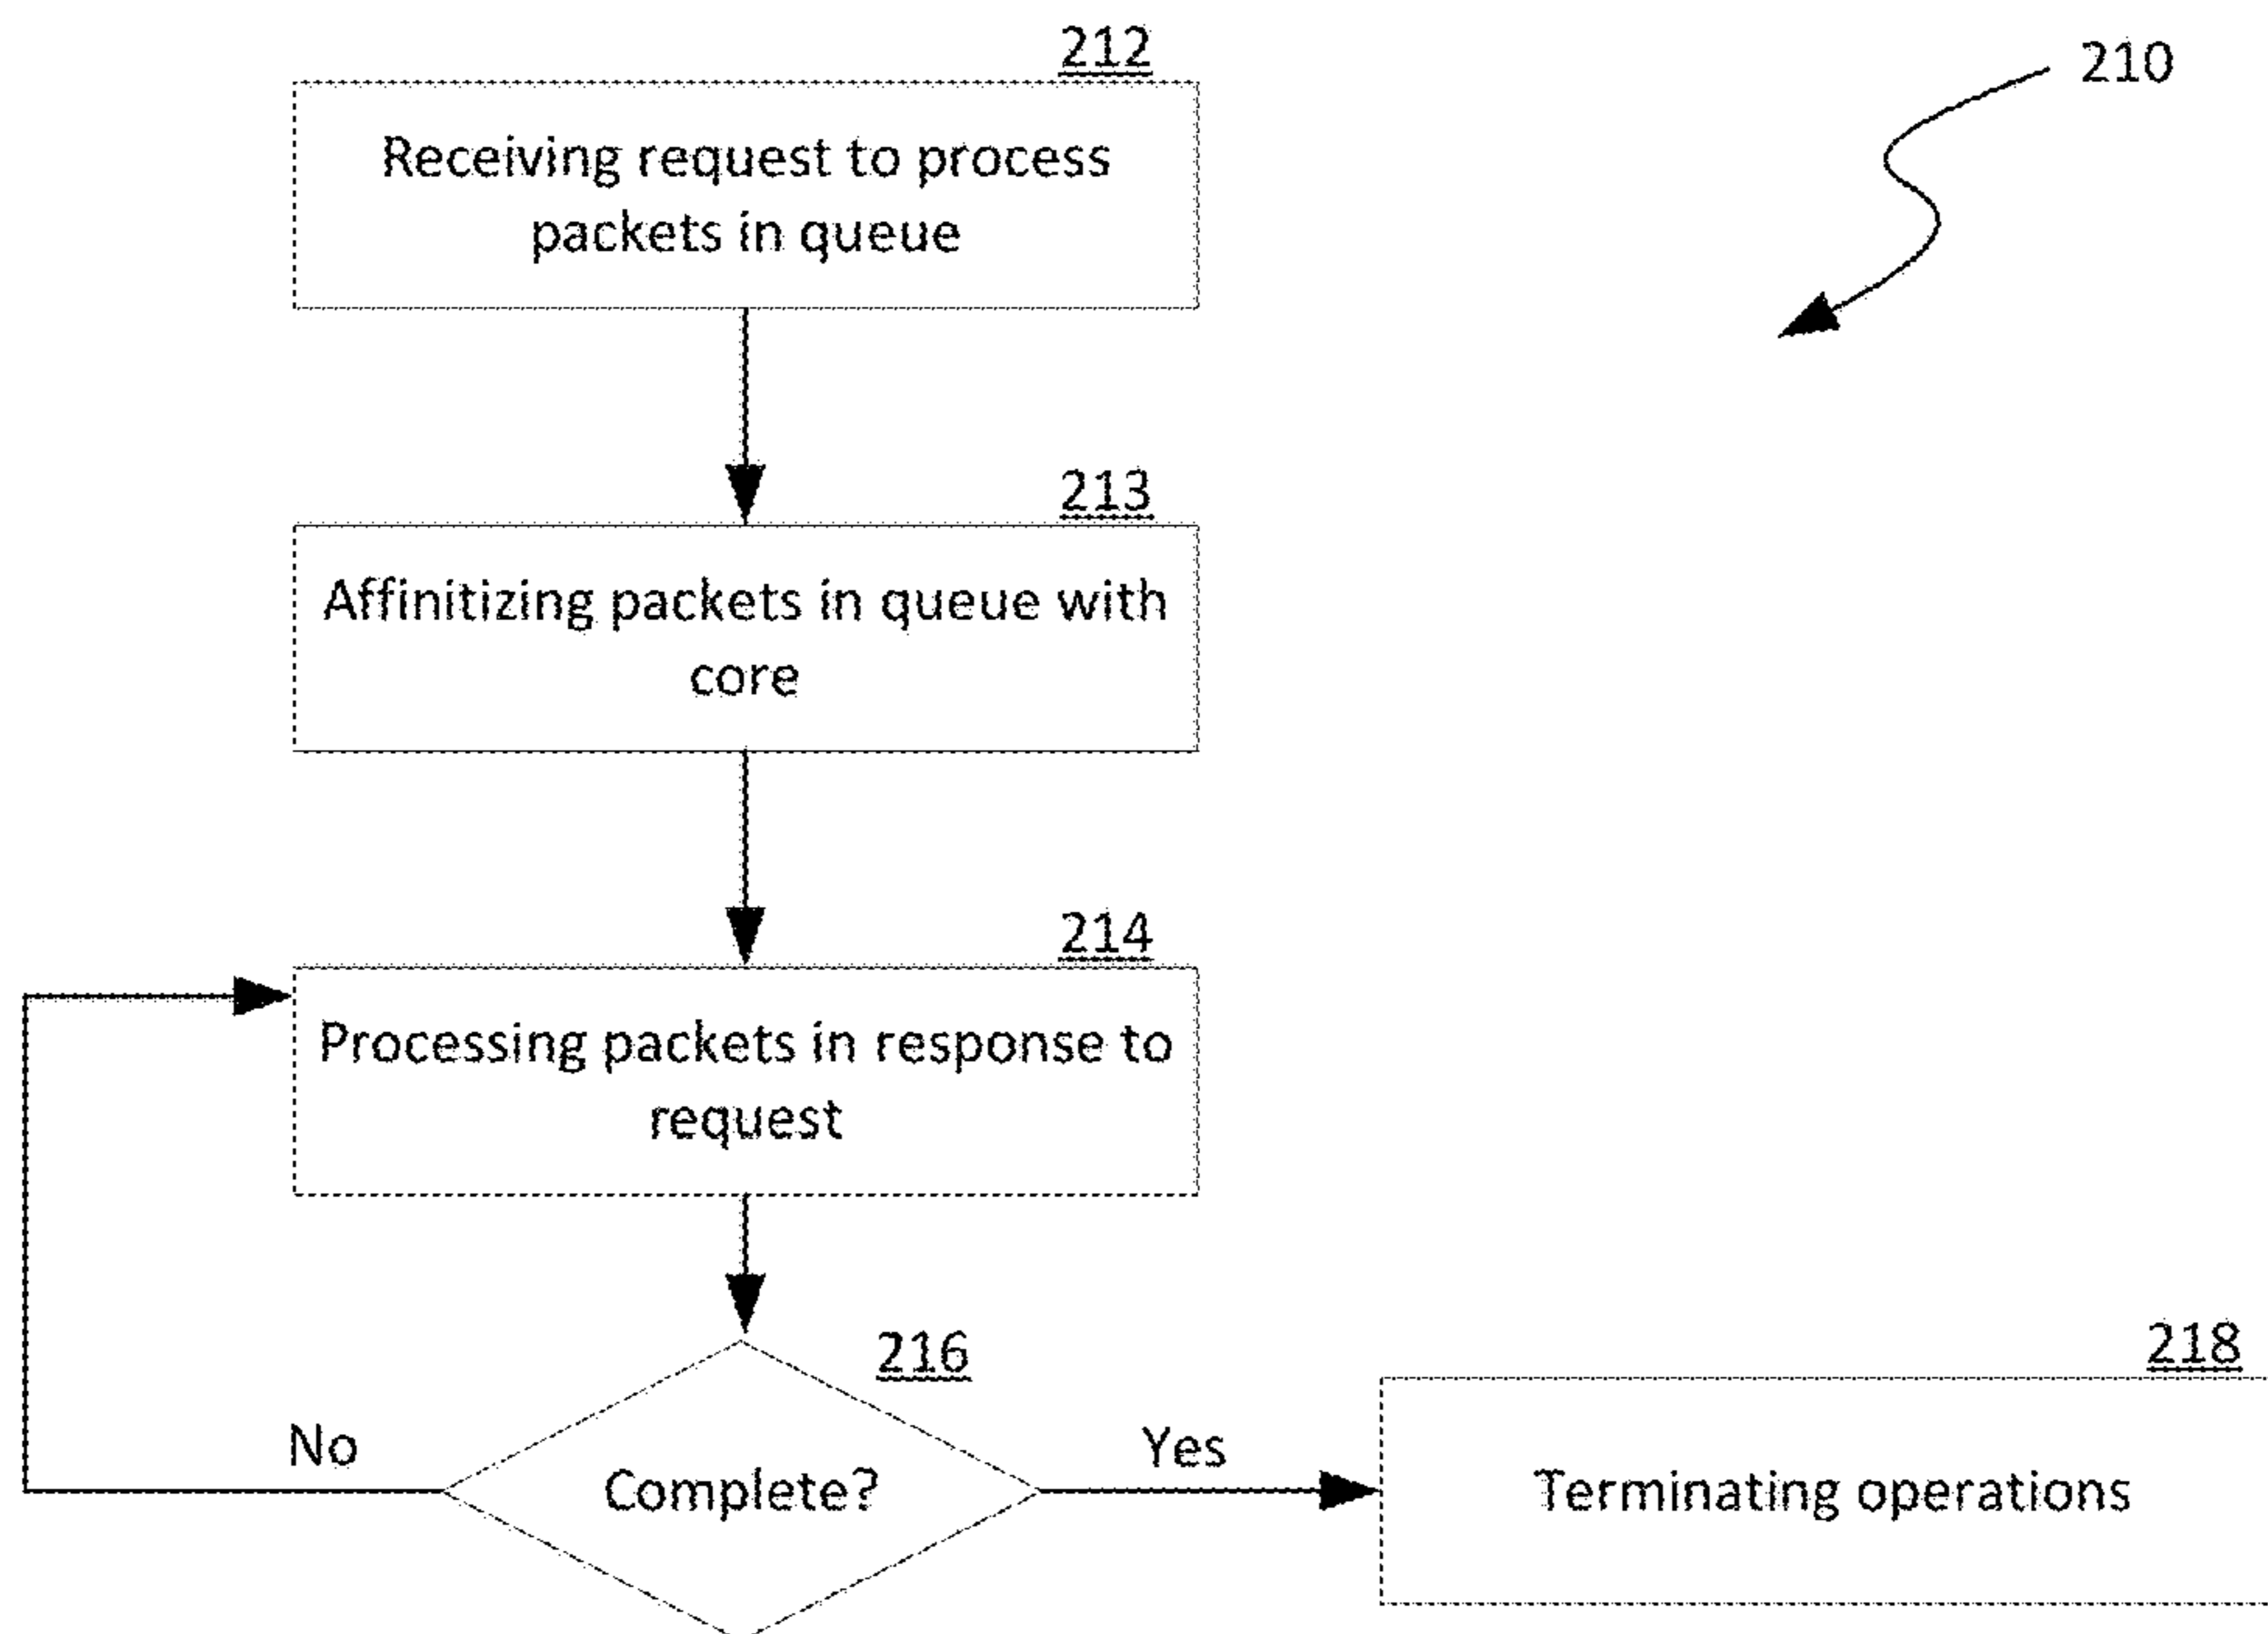 212
210
Receiving request to process
packets in queue
213
Affinitizing packets in queue with
core
214
Processing packets in response to
request
216
218
No
Yes
Complete?
Terminating operations